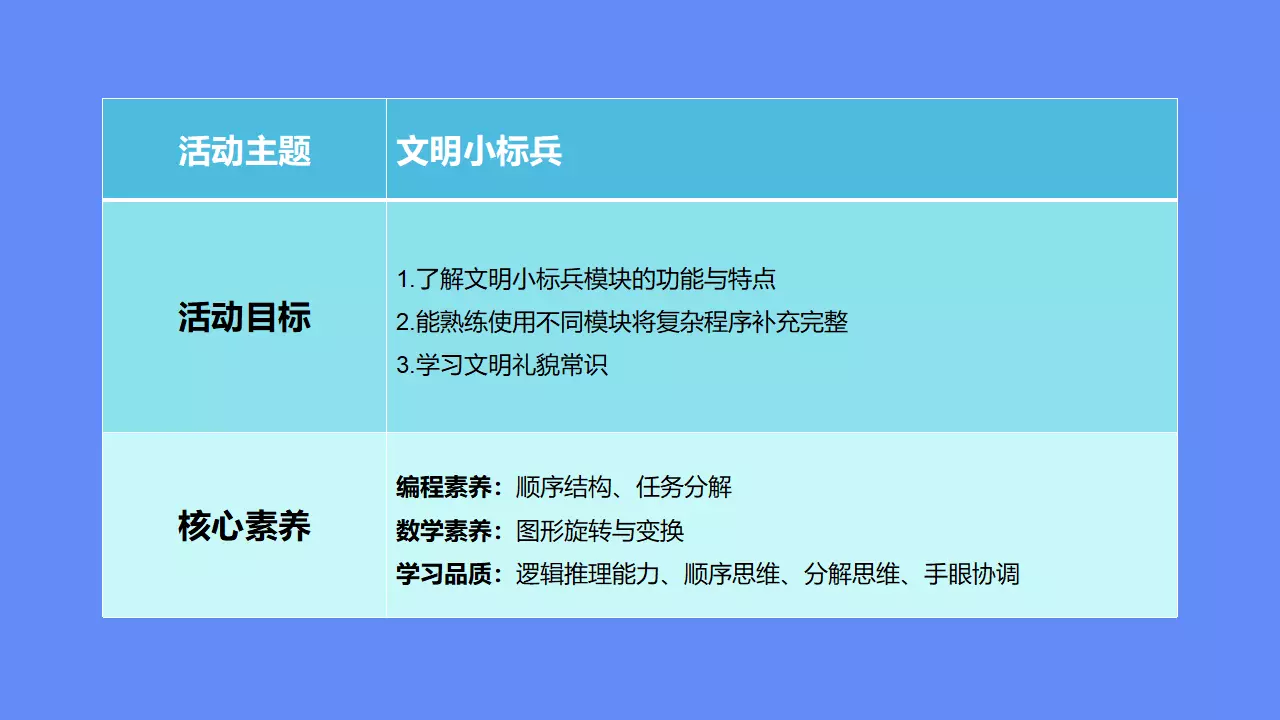 活动主题
文明小标兵
活动目标
1.了解文明小标兵模块的功能与特点
2.能熟练使用不同模块将复杂程序补充完整
3.学习文明礼貌常识
核心素养
编程素养：顺序结构、任务分解
数学素养：图形旋转与变换
学习品质：逻辑推理能力、顺序思维、分解思维、手眼协调